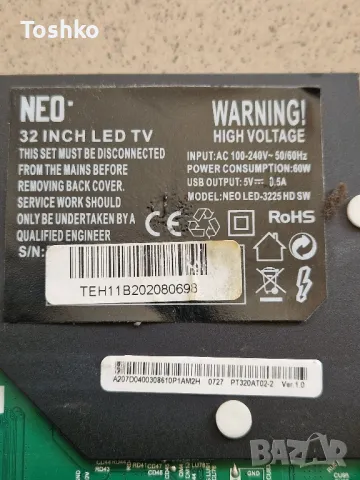 Toshko
NEO
32 INCH LED TV
THIS SET MUST BE DISCONNECTED
FROM THE MAINS BEFORE
REMOVING BACK COVER.
SERVICE WORK SHOULD
ONLY BE UNDERTAKEN BY A
QUALIFIED ENGINEER
S/N:
TEH11B202080693
WARNING!
HIGH VOLTAGE
INPUT:AC 100-240V~ 50/60Hz
POWER CONSUMPTION:60W
USB OUTPUT: 5V 0.5A
MODEL:NEO LED-3225 HD SW
CE
RoHS
A207D0400308610P1AM2H 0727 PT320AT02-2 Ver.1.0
bazar